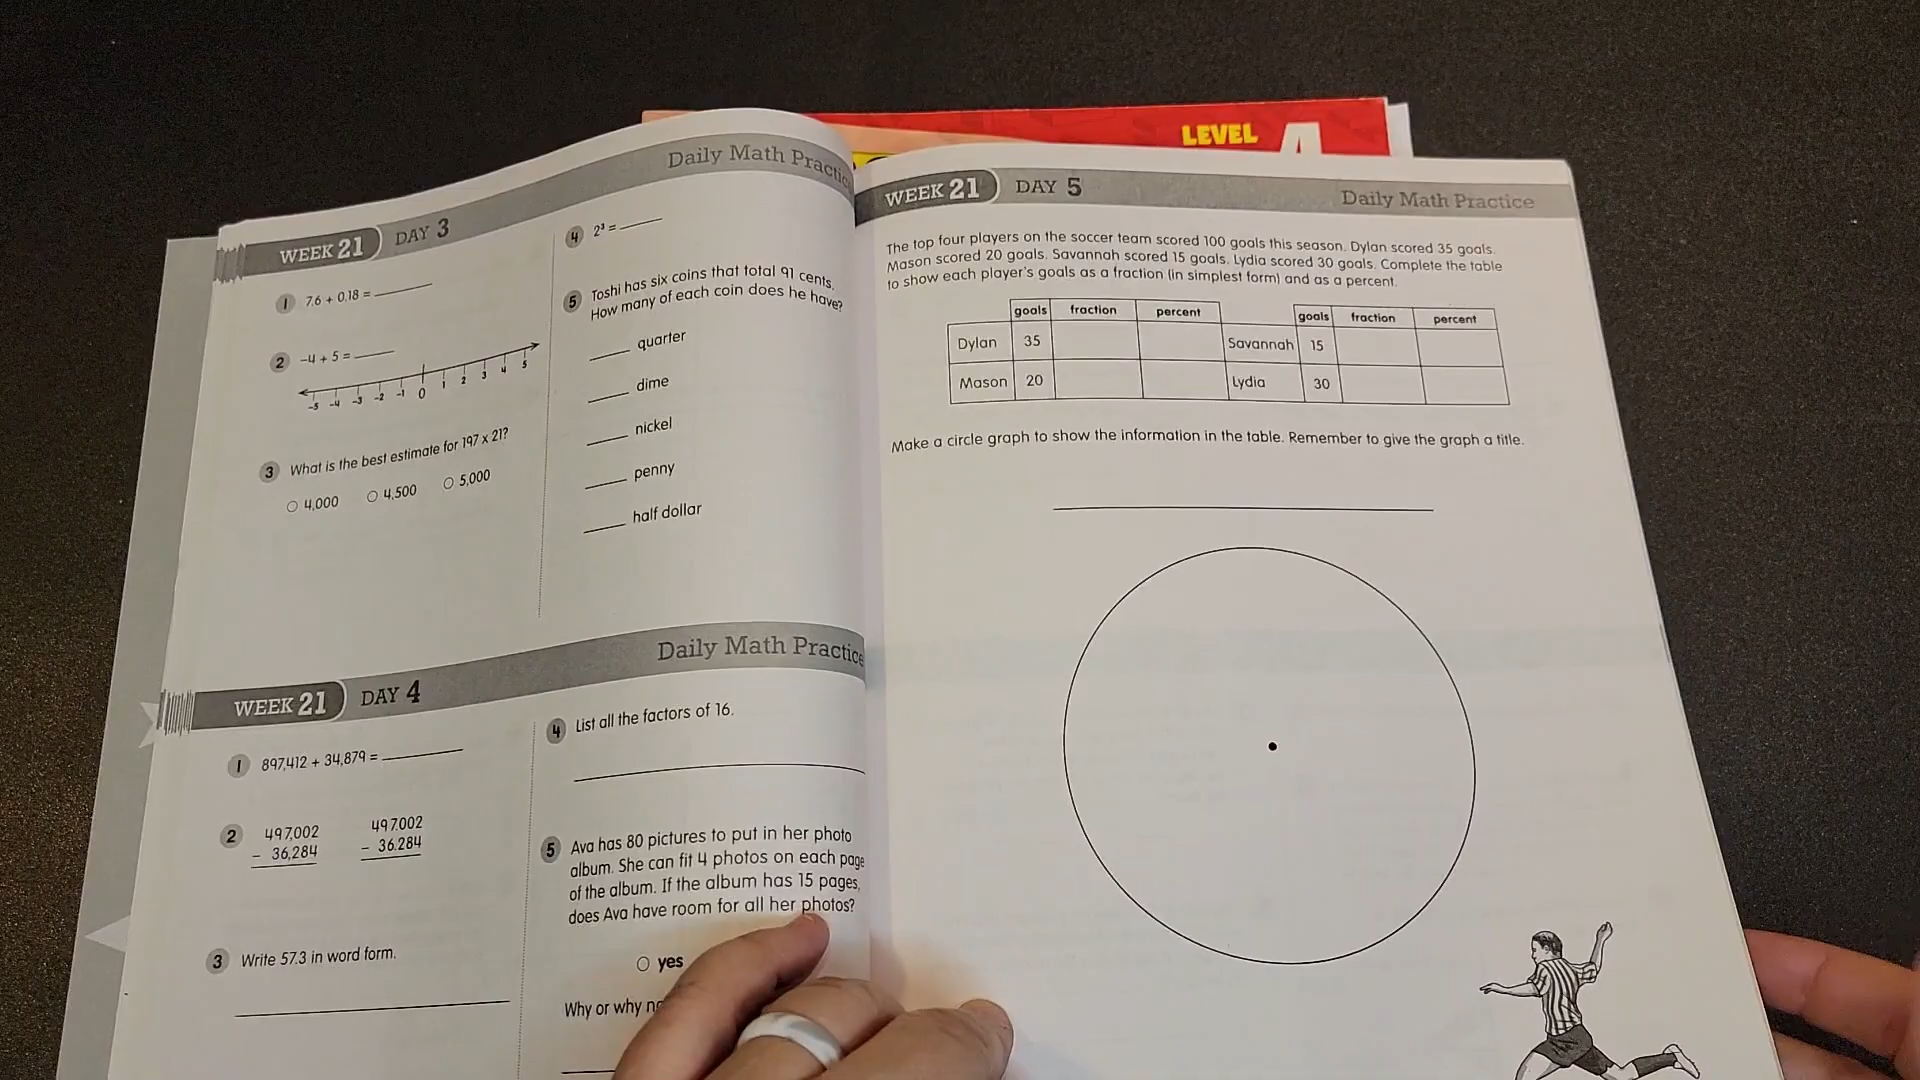 LEVEL
A
WEEK 21
DAY 3
Daily Math Practice
1 7.6 + 0.18 =
2 -4 + 5 =
-5 -4 -3 -2 -1 0 1 2 3 4 5
3 What is the best estimate for 197 x 21?
4,000 4,500 5,000
4 2³ =
5 Toshi has six coins that total 91 cents.
How many of each coin does he have?
quarter
dime
nickel
penny
half dollar
WEEK 21
DAY 4
Daily Math Practice
1 897,412 + 34,879 =
2 497,002 497.002
- 36,284 - 36.284
3 Write 57.3 in word form.
4 List all the factors of 16.
5 Ava has 80 pictures to put in her photo
album. She can fit 4 photos on each page
of the album. If the album has 15 pages,
does Ava have room for all her photos?
yes
Why or why
WEEK 21
DAY 5
Daily Math Practice
The top four players on the soccer team scored 100 goals this season. Dylan scored 35 goals.
Mason scored 20 goals. Savannah scored 15 goals. Lydia scored 30 goals. Complete the table
to show each player's goals as a fraction (in simplest form) and as a percent.
goals fraction percent goals fraction percent
Dylan 35 Savannah 15
Mason 20 Lydia 30
Make a circle graph to show the information in the table. Remember to give the graph a title.